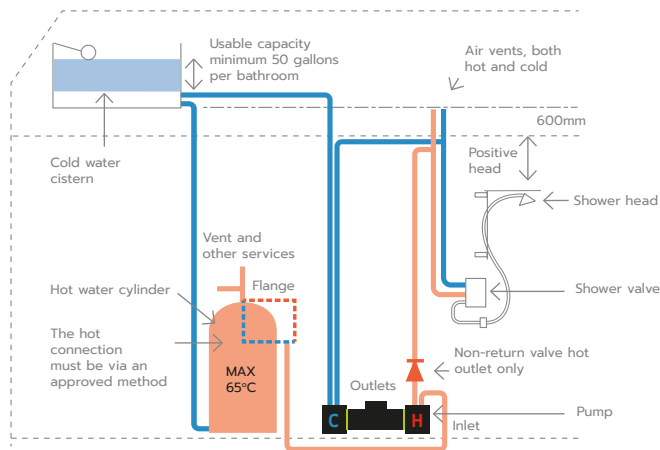 Usable capacity
minimum 50 gallons
per bathroom
Air vents, both
hot and cold
600mm
Positive
head
Cold water
cistern
Shower head
Vent and
other services
Flange
Hot water cylinder
Shower valve
The hot
connection
must be via an
approved method
MAX
65°C
Non-return valve hot
outlet only
Outlets
C
H
Pump
Inlet